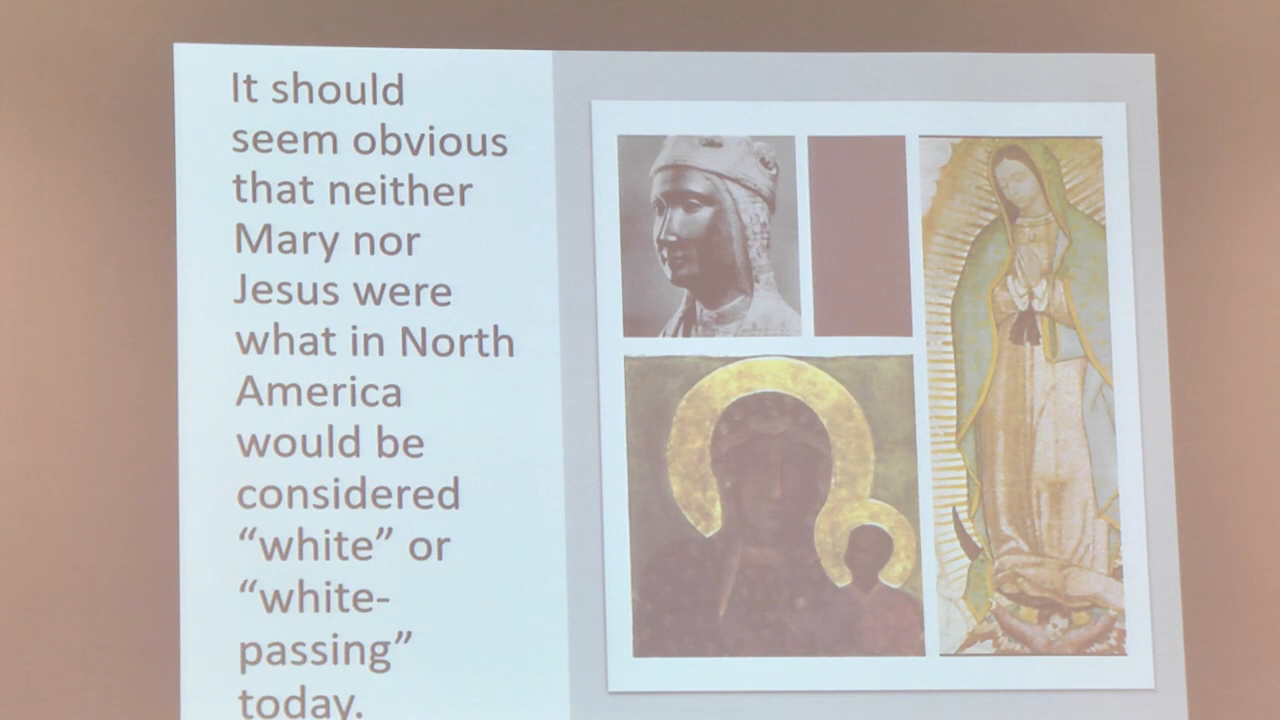 It should
seem obvious
that neither
Mary nor
Jesus were
what in North
America
would be
considered
“white” or
“white-
passing”
today.